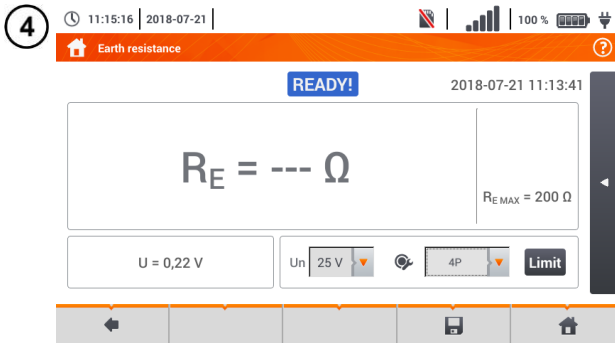 4
11:15:16 2018-07-21 100 %
Earth resistance ?
READY! 2018-07-21 11:13:41
RE = --- Ω
RE MAX = 200 Ω
U = 0,22 V Un 25 V 4P Limit